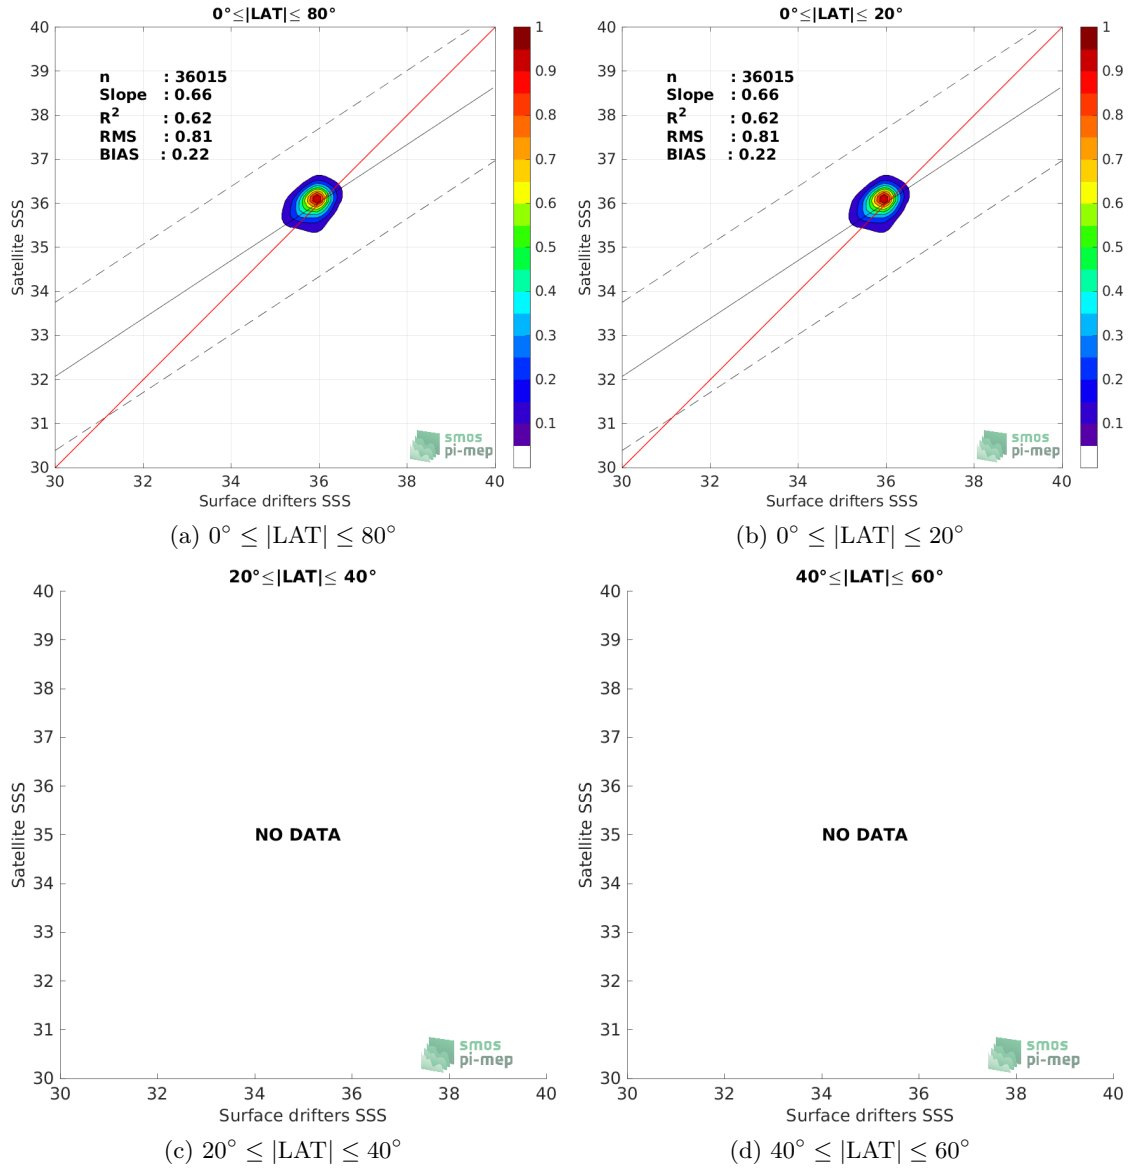 0°≤|LAT|≤ 80°
40
39
38
37
36
35
34
33
32
31
30
Satellite SSS
n : 36015
Slope : 0.66
R² : 0.62
RMS : 0.81
BIAS : 0.22
1
0.9
0.8
0.7
0.6
0.5
0.4
0.3
0.2
0.1
smos
pi-mep
30 32 34 36 38 40
Surface drifters SSS
(a) 0° ≤ |LAT| ≤ 80°
0°≤|LAT|≤ 20°
40
39
38
37
36
35
34
33
32
31
30
Satellite SSS
n : 36015
Slope : 0.66
R² : 0.62
RMS : 0.81
BIAS : 0.22
1
0.9
0.8
0.7
0.6
0.5
0.4
0.3
0.2
0.1
smos
pi-mep
30 32 34 36 38 40
Surface drifters SSS
(b) 0° ≤ |LAT| ≤ 20°
20°≤|LAT|≤ 40°
40
39
38
37
36
35
34
33
32
31
30
Satellite SSS
NO DATA
smos
pi-mep
30 32 34 36 38 40
Surface drifters SSS
(c) 20° ≤ |LAT| ≤ 40°
40°≤|LAT|≤ 60°
40
39
38
37
36
35
34
33
32
31
30
Satellite SSS
NO DATA
smos
pi-mep
30 32 34 36 38 40
Surface drifters SSS
(d) 40° ≤ |LAT| ≤ 60°